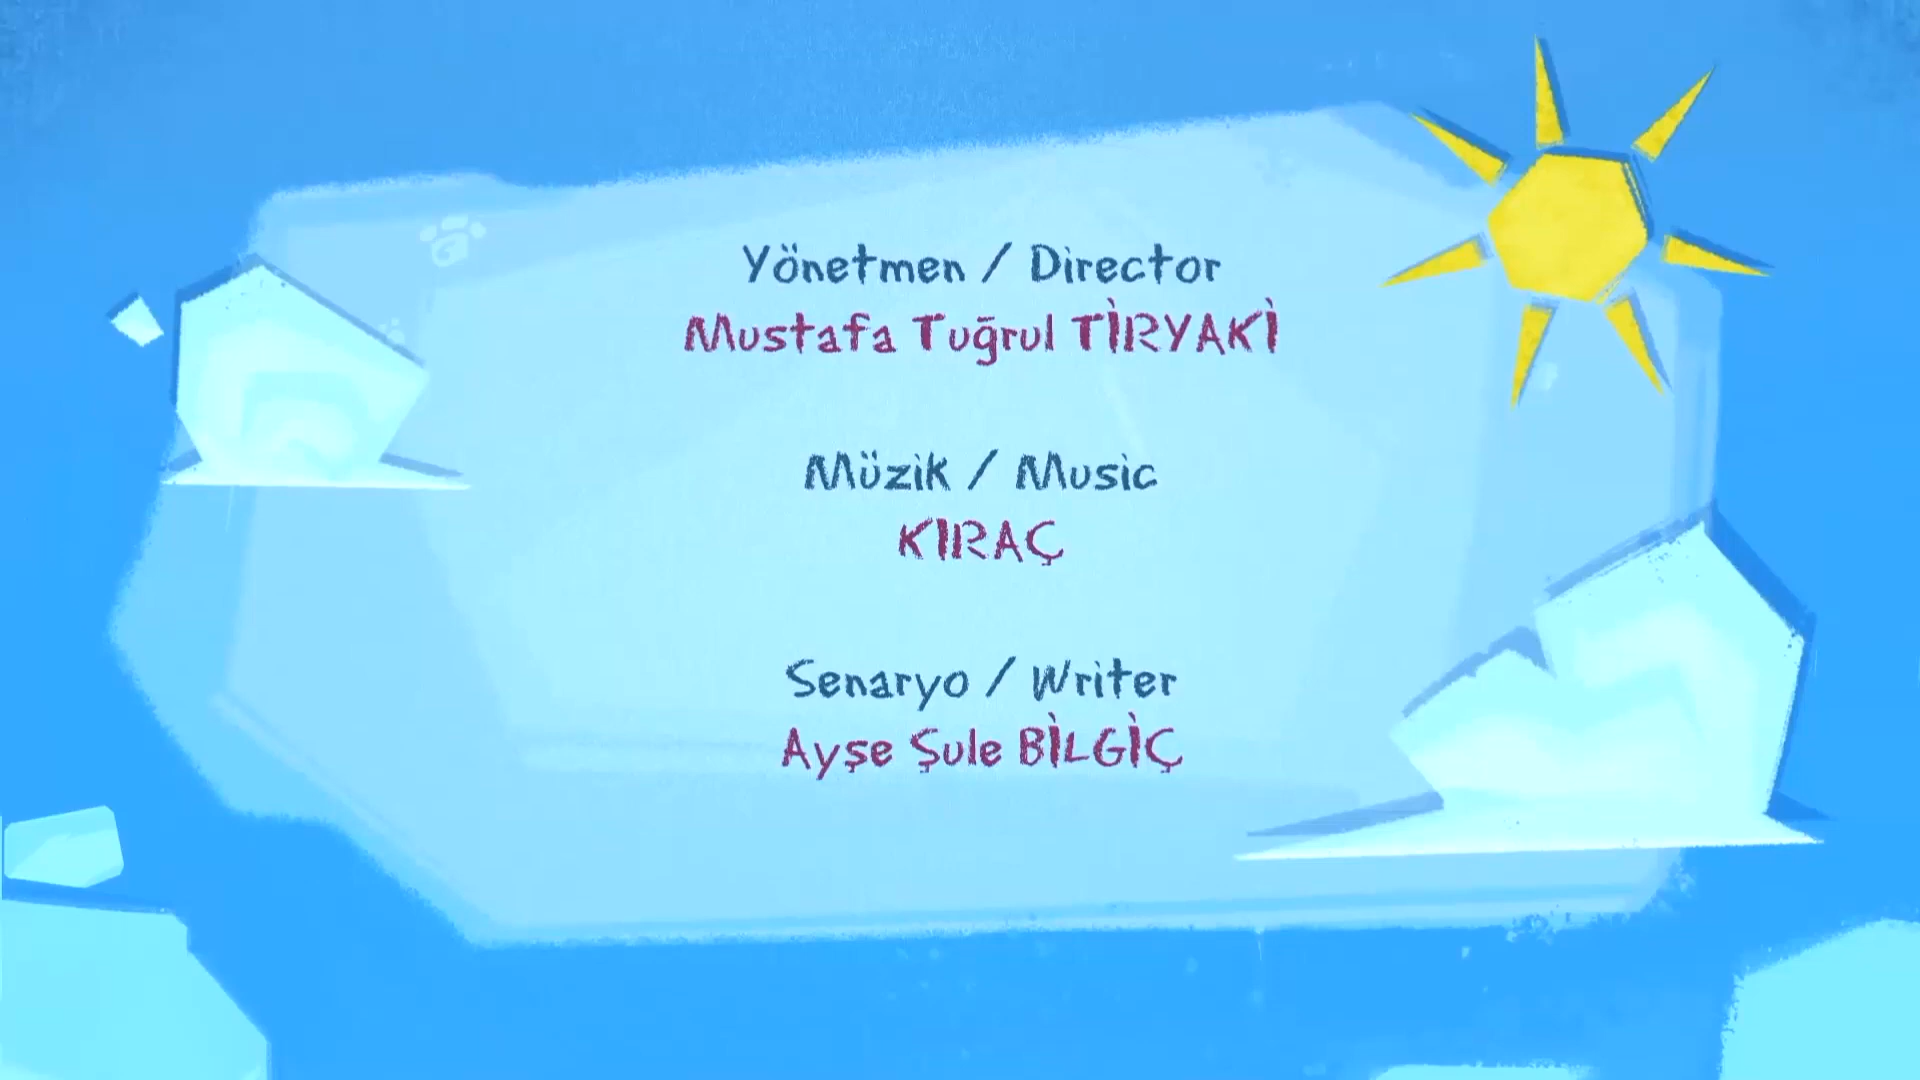 Yönetmen / Director
Mustafa Tuğrul TİRYAKİ
Müzik / Music
KIRAÇ
Senaryo / Writer
Ayşe Şule BİLGİÇ